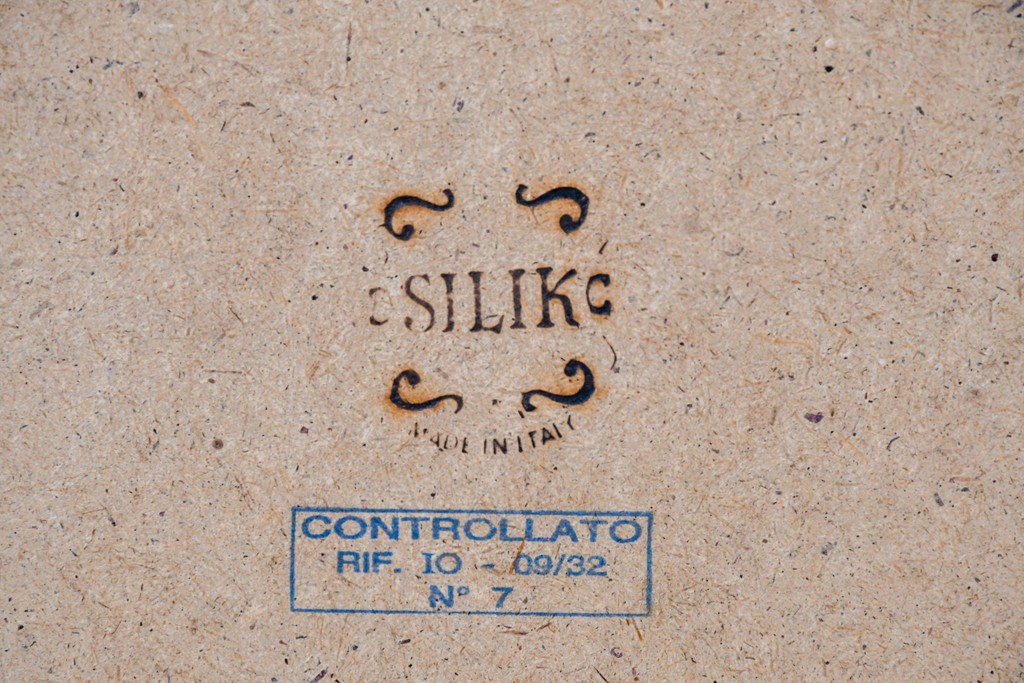 SILIK
MADE IN ITALY
CONTROLLATO
RIF. IO - 09/32
N° 7